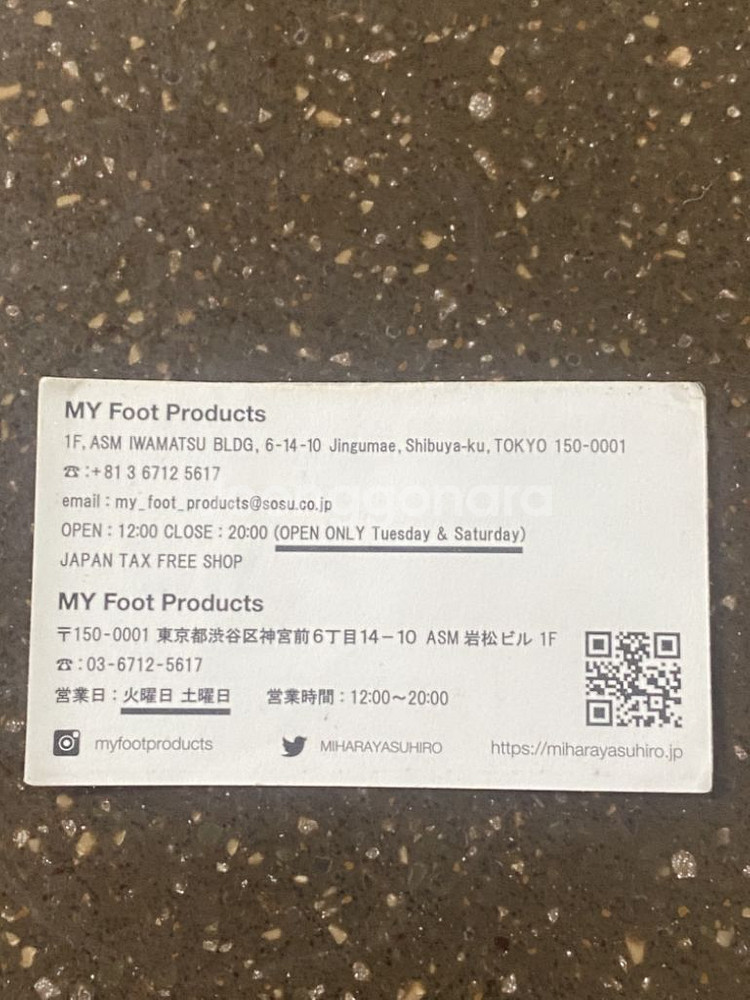 MY Foot Products
1F, ASM IWAMATSU BLDG, 6-14-10 Jingumae, Shibuya-ku, TOKYO 150-0001
☎:+81 3 6712 5617
email : my_foot_products@sosu.co.jp
OPEN : 12:00 CLOSE : 20:00 (OPEN ONLY Tuesday & Saturday)
JAPAN TAX FREE SHOP
MY Foot Products
〒150-0001 東京都渋谷区神宮前6丁目14-10 ASM 岩松ビル 1F
☎:03-6712-5617
営業日:火曜日 土曜日 営業時間:12:00〜20:00
myfootproducts MIHARAYASUHIRO https://miharayasuhiro.jp